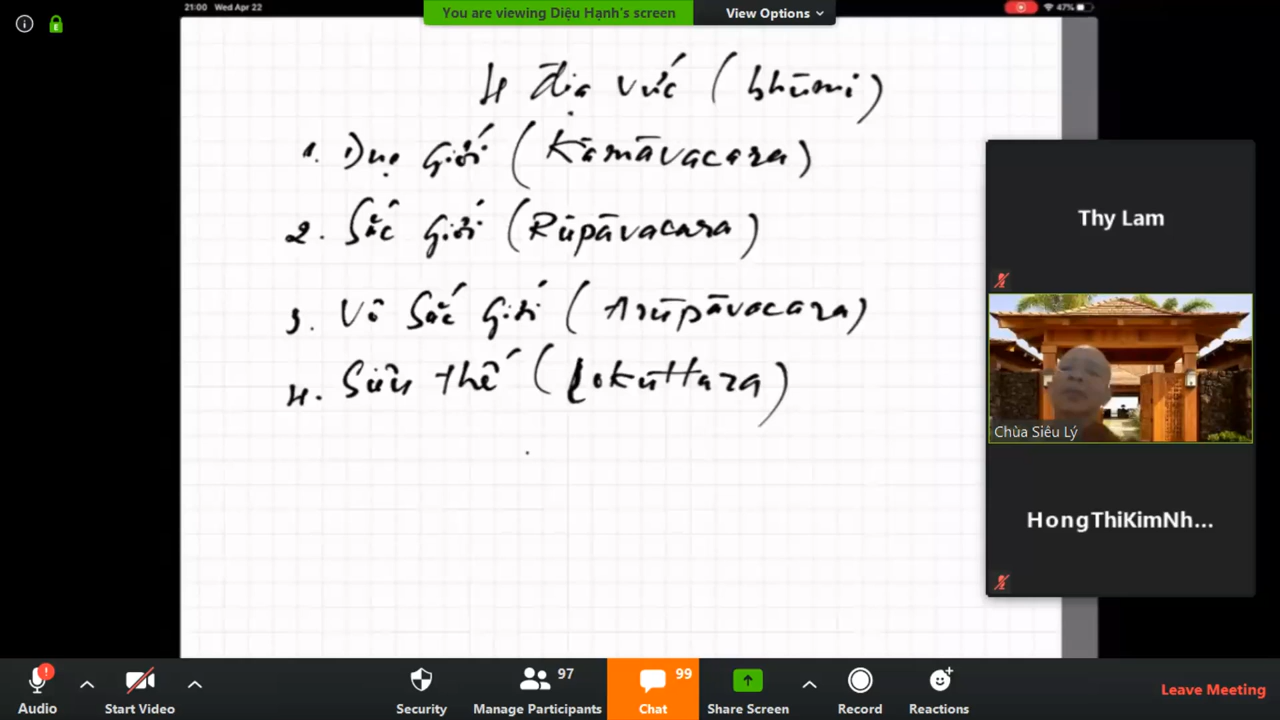 21:00 Wed Apr 22
You are viewing Diệu Hạnh's screen
View Options
47%
4 địa vức (bhūmi)
1. Dục giới (Kāmāvacara)
2. Sắc giới (Rūpāvacara)
3. Vô Sắc giới (Arūpāvacara)
4. Siêu thế (Lokuttara)
Thy Lam
Chùa Siêu Lý
HongThiKimNh...
Audio
Start Video
Security
97
Manage Participants
99
Chat
Share Screen
Record
Reactions
Leave Meeting